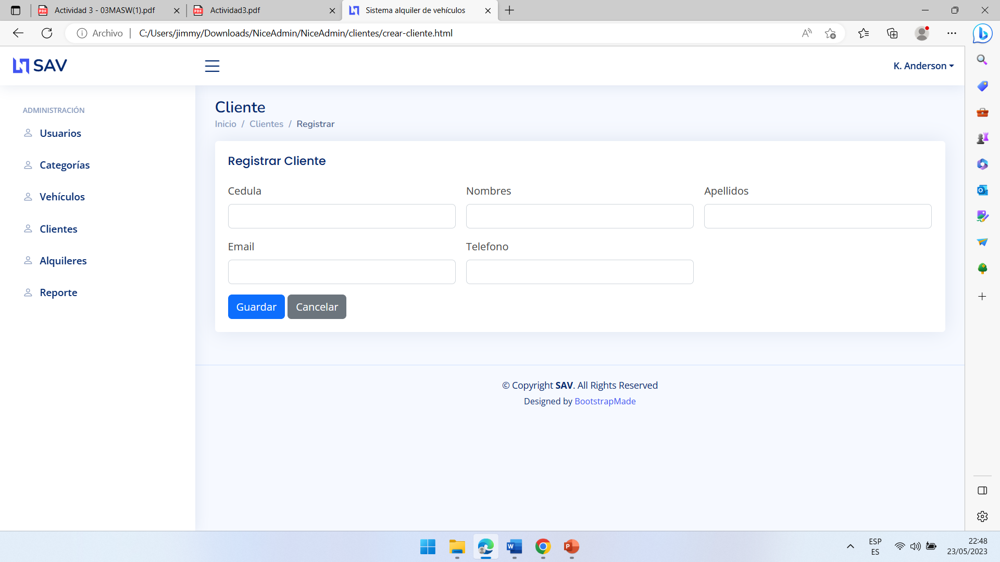 Actividad 3 - 03MASW(1).pdf
Actividad3.pdf
Sistema alquiler de vehículos
Archivo
C:/Users/jimmy/Downloads/NiceAdmin/NiceAdmin/clientes/crear-cliente.html
SAV
K. Anderson
ADMINISTRACIÓN
Usuarios
Categorías
Vehículos
Clientes
Alquileres
Reporte
Cliente
Inicio / Clientes / Registrar
Registrar Cliente
Cedula
Nombres
Apellidos
Email
Telefono
Guardar
Cancelar
© Copyright SAV. All Rights Reserved
Designed by BootstrapMade
ESP
ES
22:48
23/05/2023